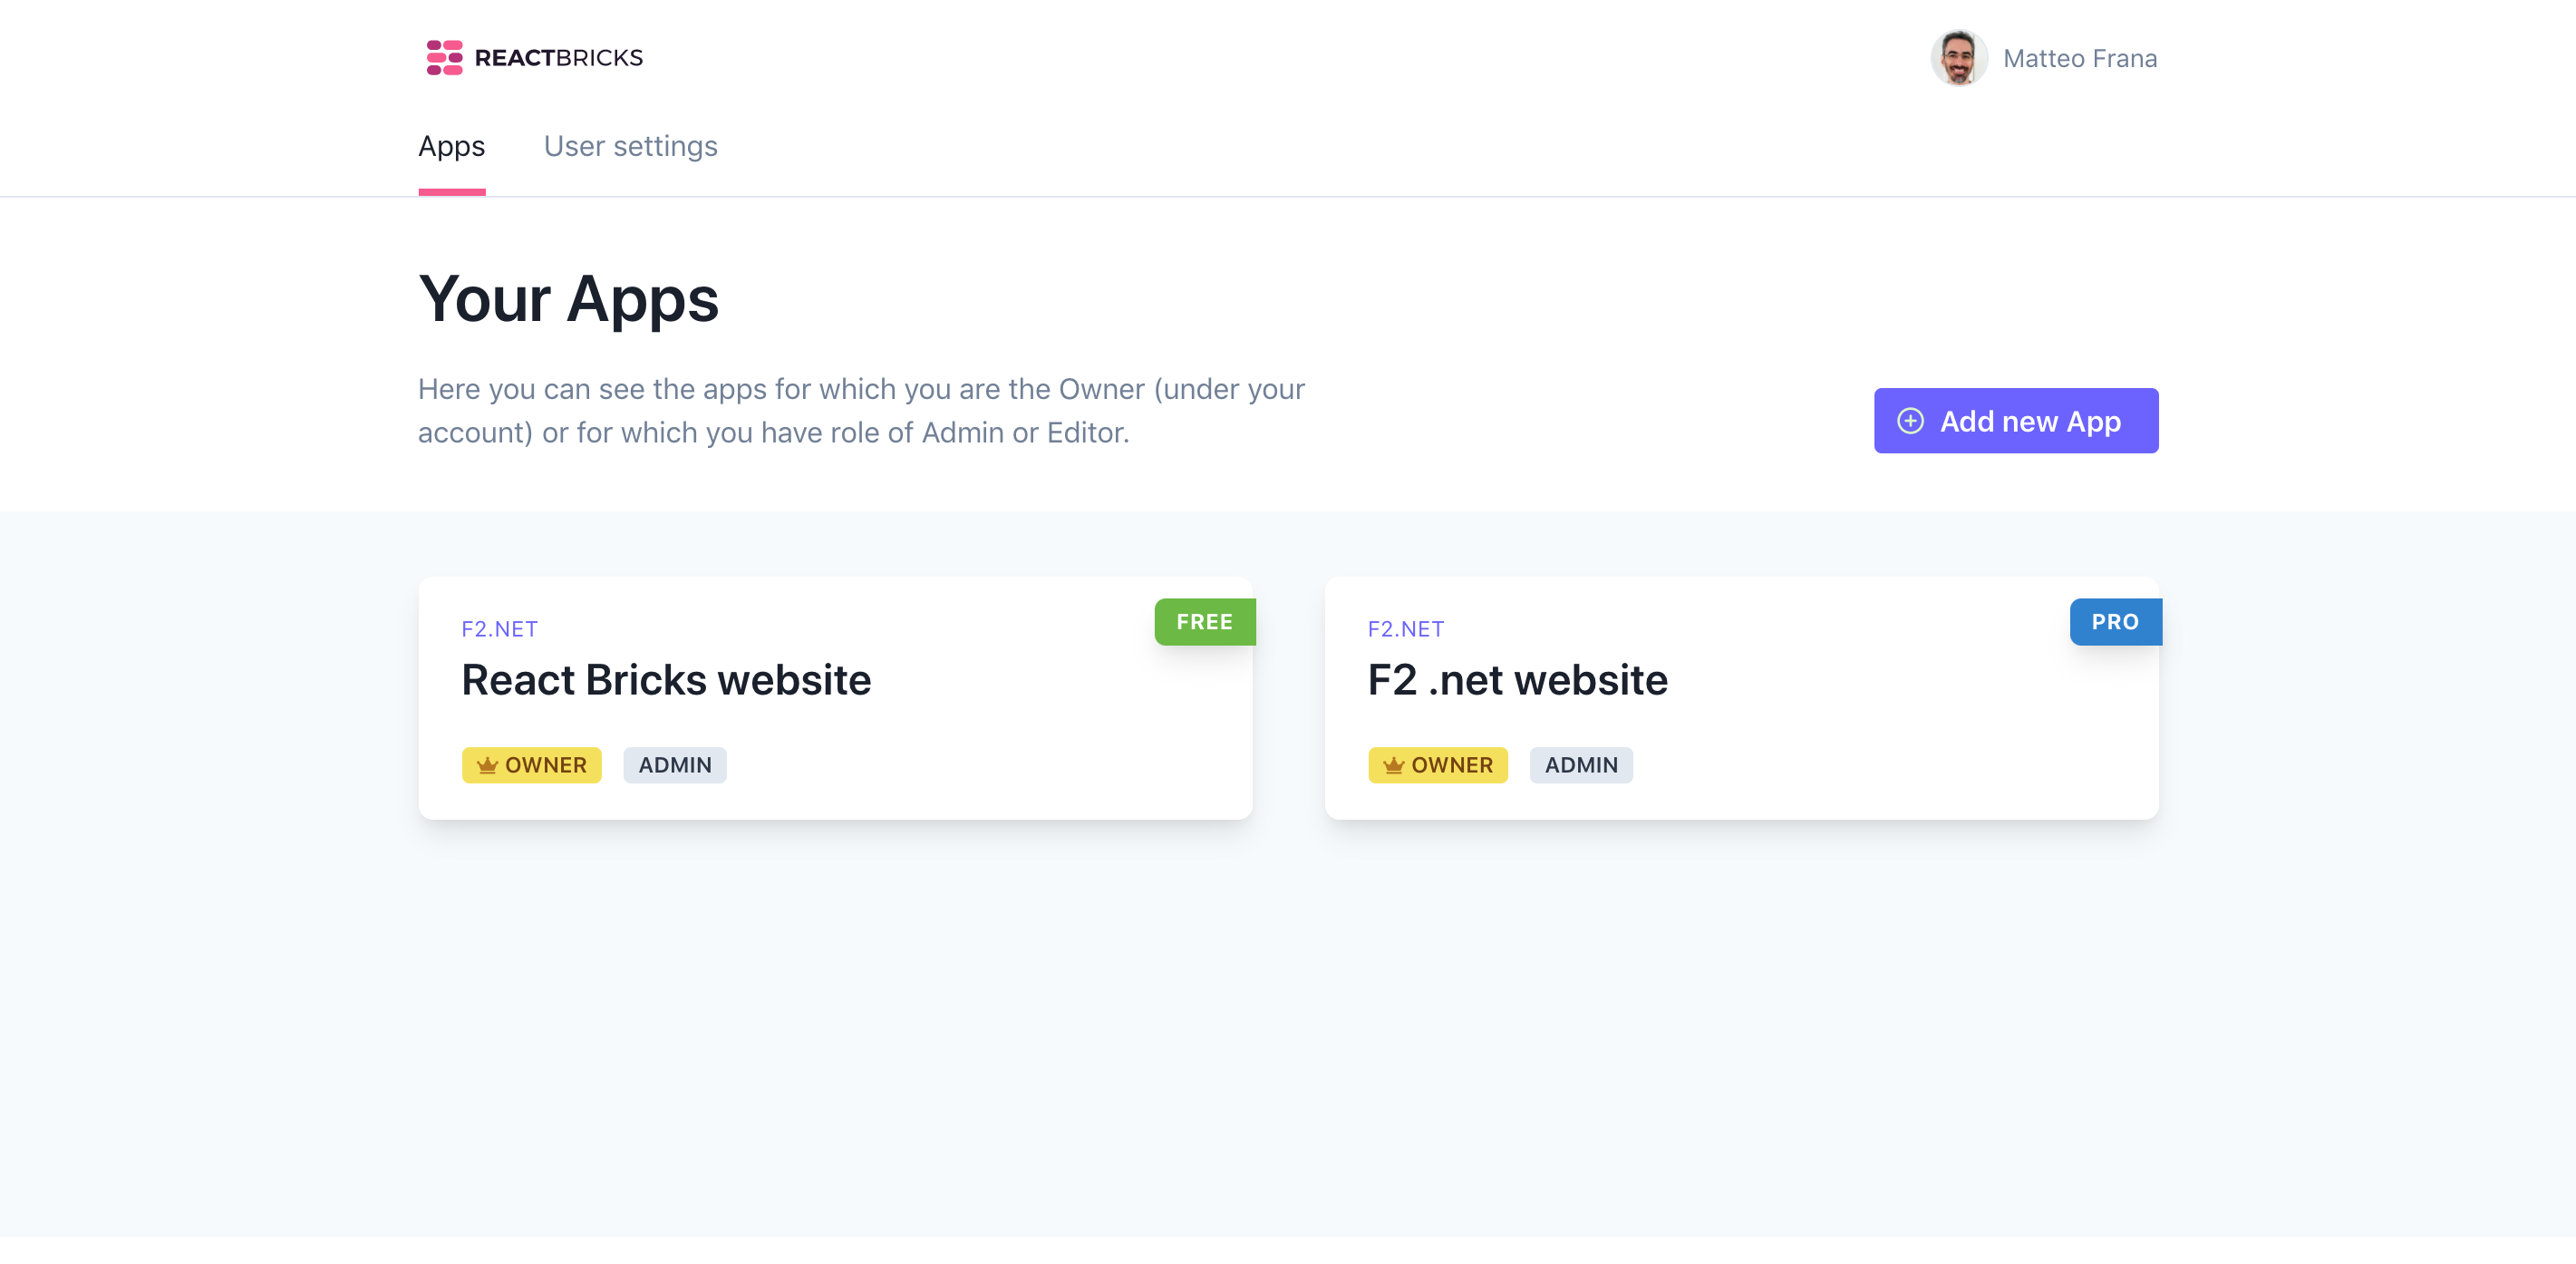 REACTBRICKS
Matteo Frana
Apps
User settings
Your Apps
Here you can see the apps for which you are the Owner (under your
account) or for which you have role of Admin or Editor.
Add new App
F2.NET
FREE
React Bricks website
OWNER
ADMIN
F2.NET
PRO
F2 .net website
OWNER
ADMIN